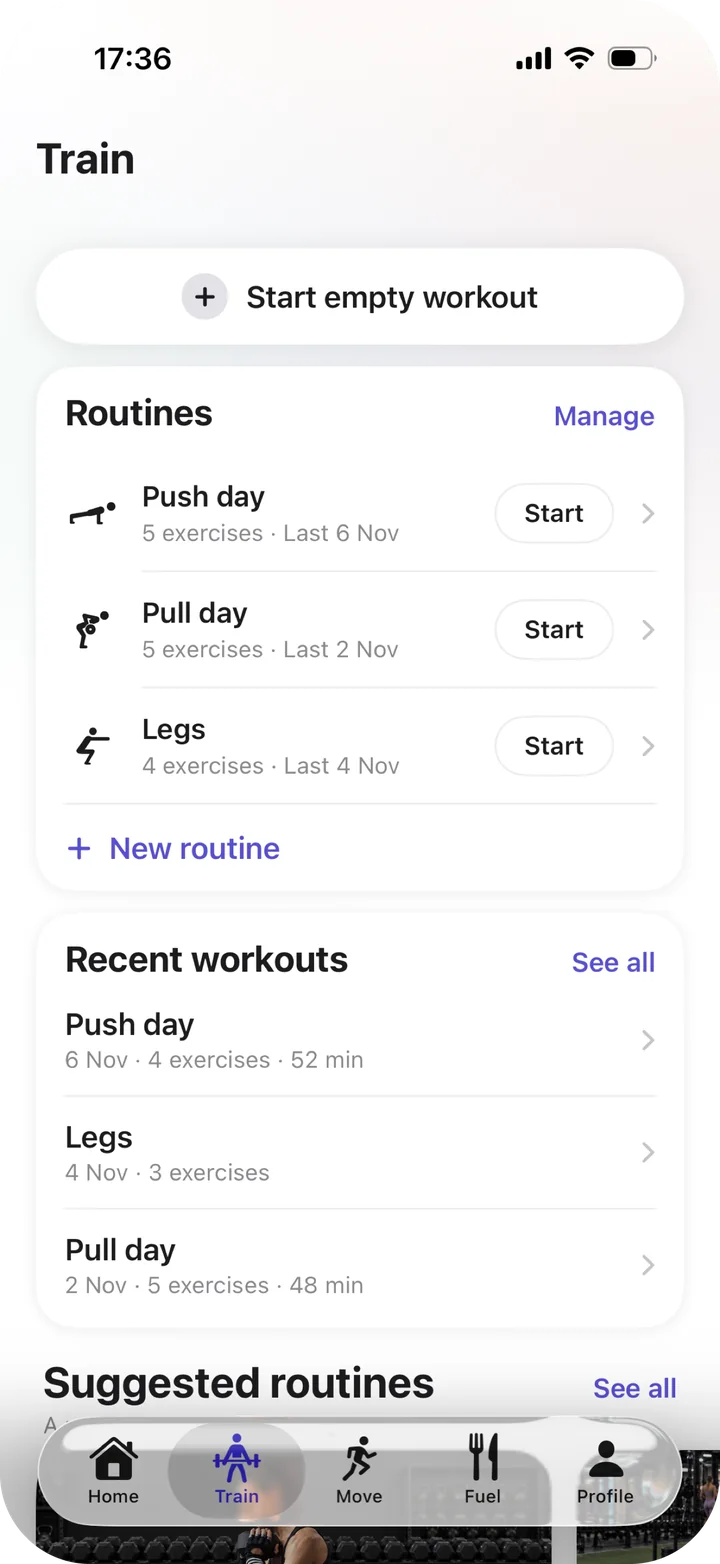 17:36
Train
Start empty workout
Routines
Manage
Push day
5 exercises · Last 6 Nov
Start
Pull day
5 exercises · Last 2 Nov
Start
Legs
4 exercises · Last 4 Nov
Start
New routine
Recent workouts
See all
Push day
6 Nov · 4 exercises · 52 min
Legs
4 Nov · 3 exercises
Pull day
2 Nov · 5 exercises · 48 min
Suggested routines
See all
Home
Train
Move
Fuel
Profile